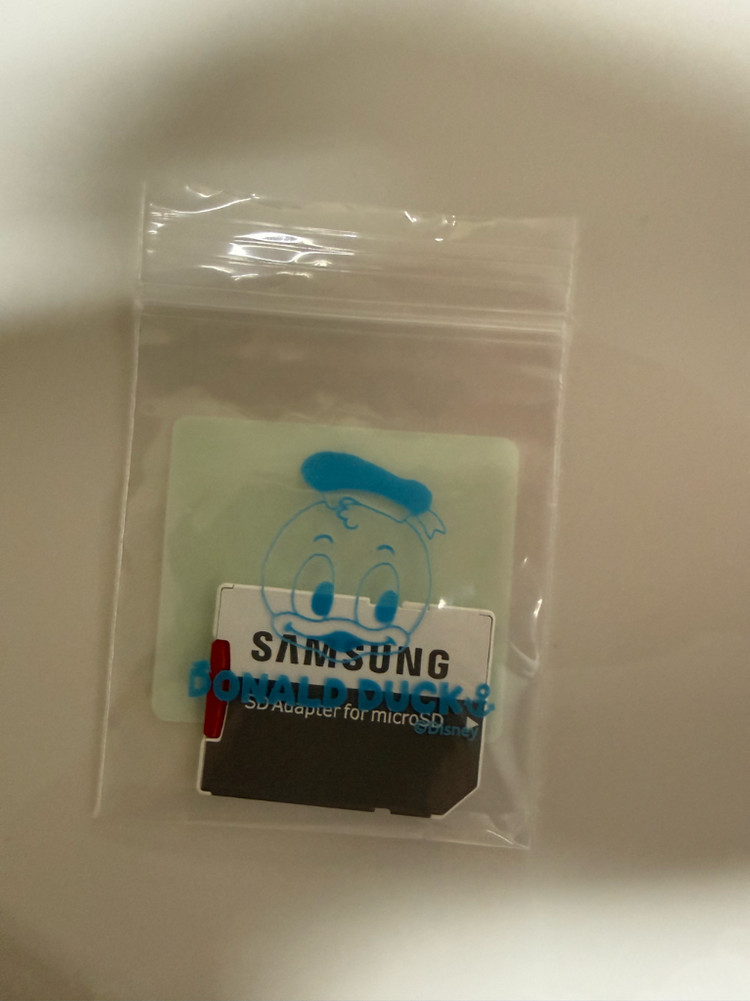 SAMSUNG
DONALD DUCK
SD Adapter for microSD
©Disney